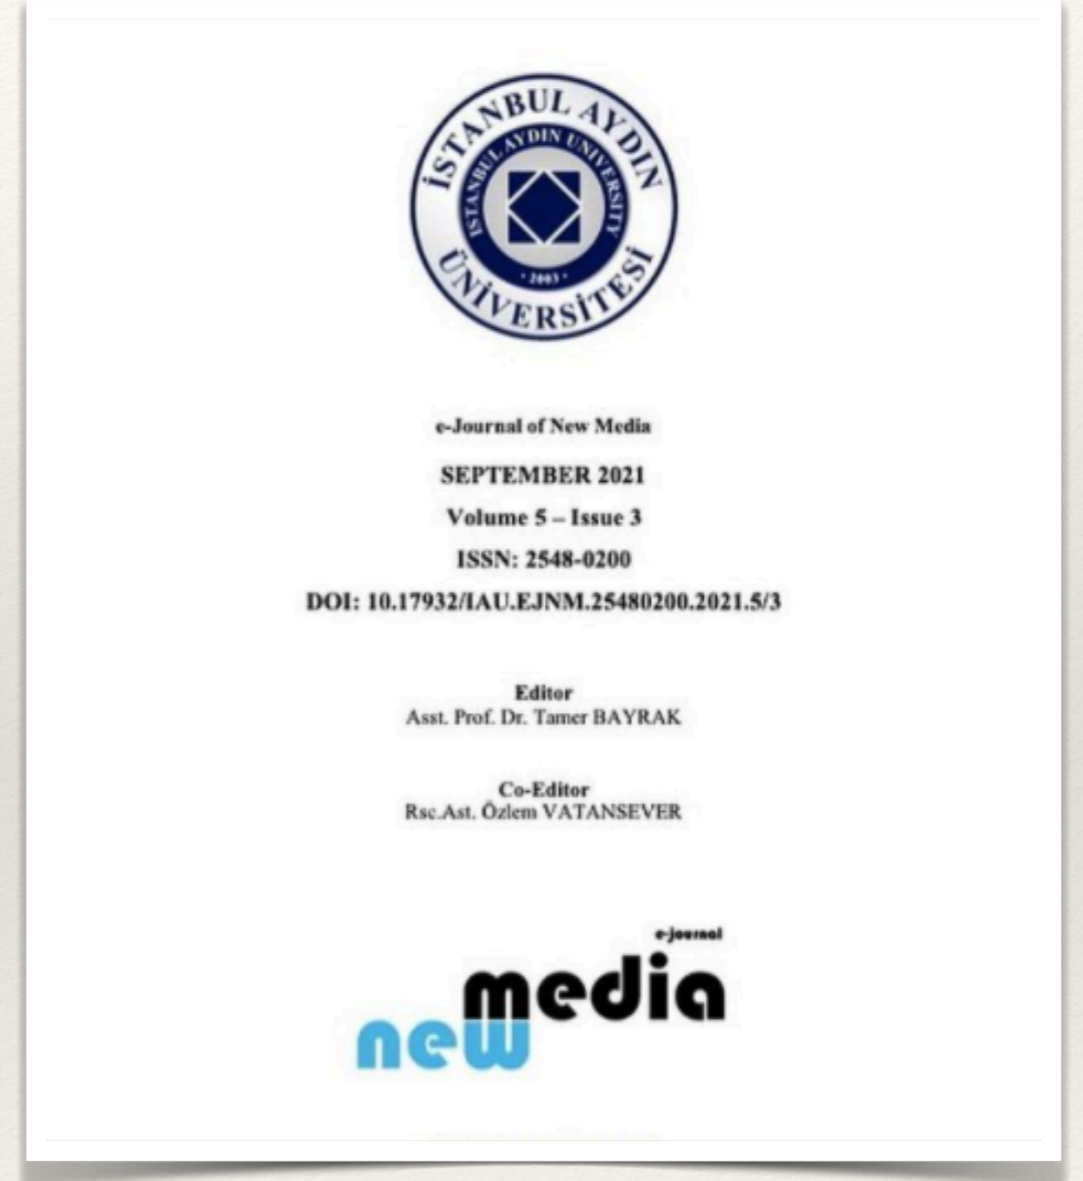 İSTANBUL AYDIN
ÜNİVERSİTESİ
ISTANBUL AYDIN UNIVERSITY
• 2003 •
e-Journal of New Media
SEPTEMBER 2021
Volume 5 – Issue 3
ISSN: 2548-0200
DOI: 10.17932/IAU.EJNM.25480200.2021.5/3
Editor
Asst. Prof. Dr. Tamer BAYRAK
Co-Editor
Rsc.Ast. Özlem VATANSEVER
e-journal
media
new